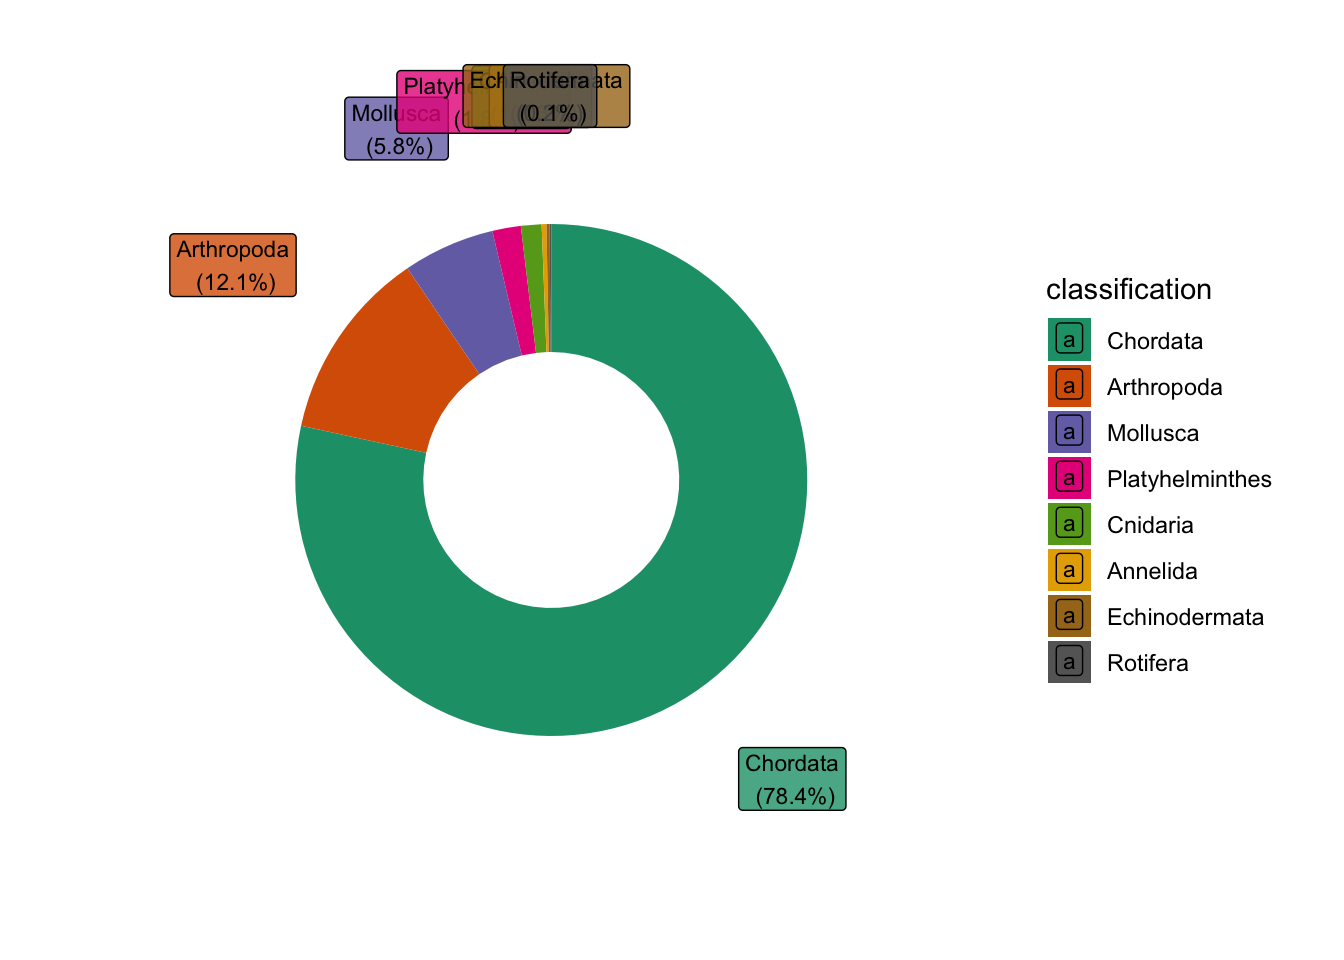 Rotifera
(0.1%)
Mollusca
(5.8%)
Arthropoda
(12.1%)
Chordata
(78.4%)
classification
a Chordata
a Arthropoda
a Mollusca
a Platyhelminthes
a Cnidaria
a Annelida
a Echinodermata
a Rotifera